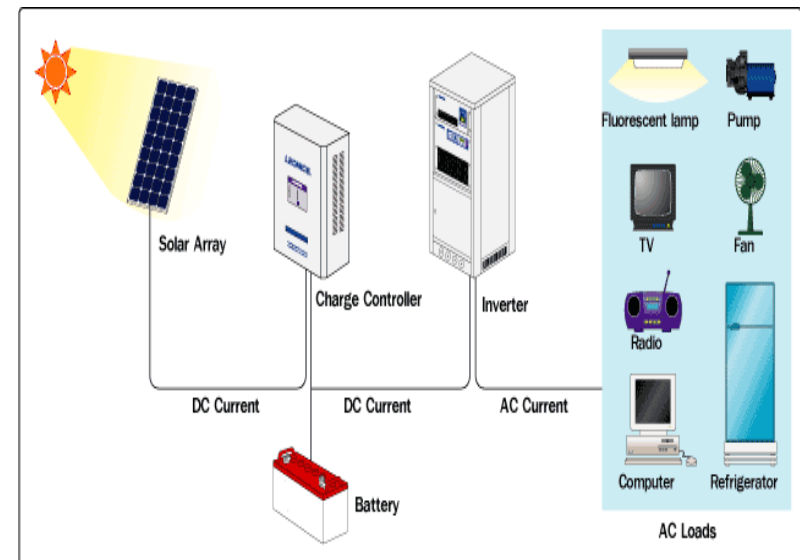 Fluorescent lamp
Pump
Solar Array
TV
Fan
Charge Controller
Inverter
Radio
DC Current
DC Current
AC Current
Computer
Refrigerator
Battery
AC Loads